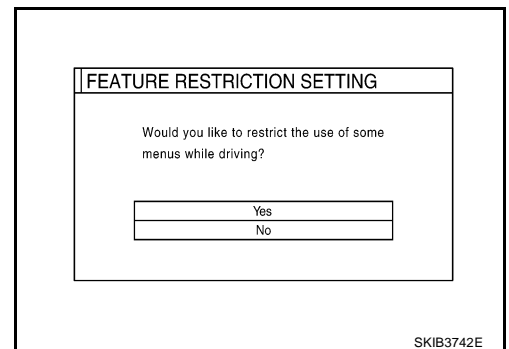 FEATURE RESTRICTION SETTING
Would you like to restrict the use of some
menus while driving?
Yes
No
SKIB3742E